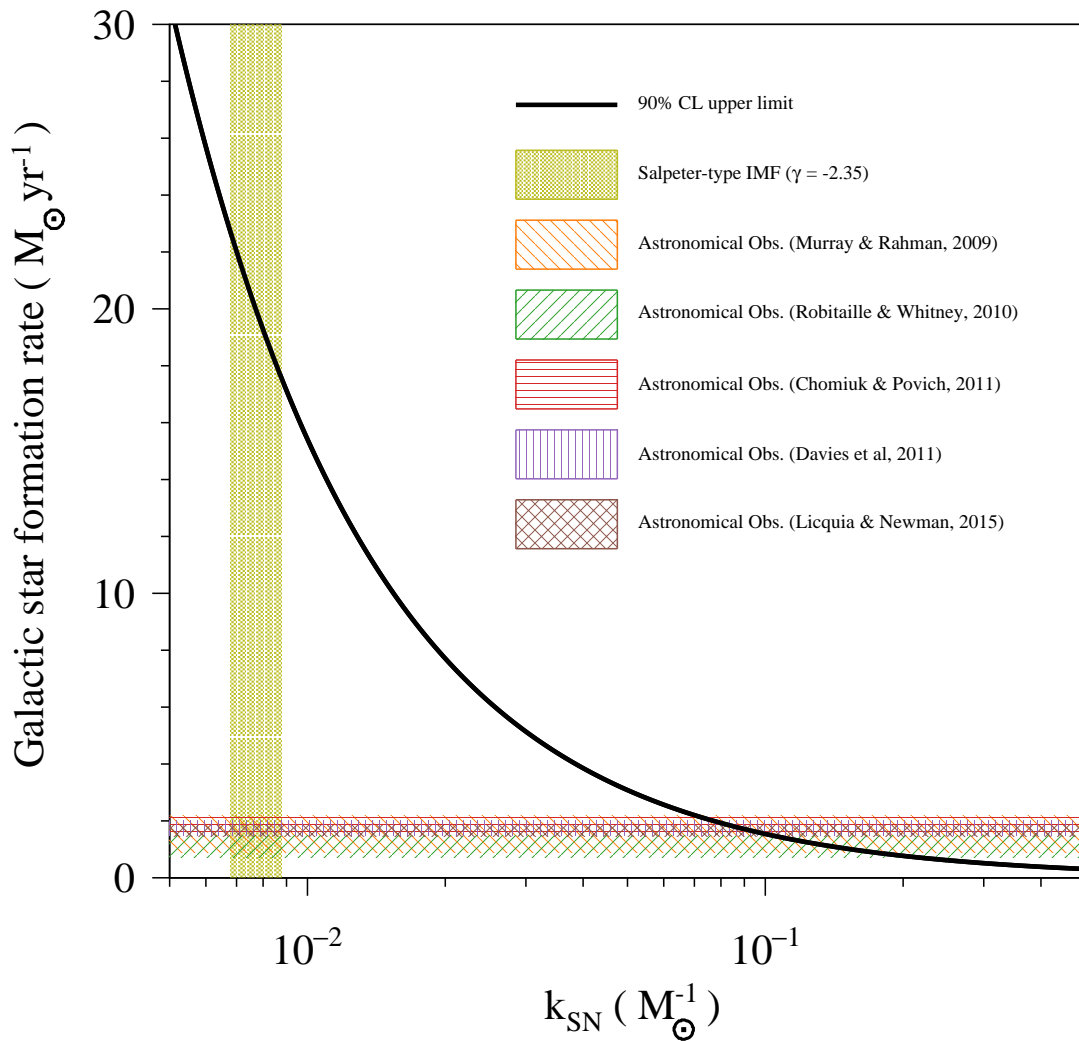 30
20
10
0
Galactic star formation rate ( M⊙ yr⁻¹ )
90% CL upper limit
Salpeter-type IMF (γ = -2.35)
Astronomical Obs. (Murray & Rahman, 2009)
Astronomical Obs. (Robitaille & Whitney, 2010)
Astronomical Obs. (Chomiuk & Povich, 2011)
Astronomical Obs. (Davies et al, 2011)
Astronomical Obs. (Licquia & Newman, 2015)
10⁻² 10⁻¹
k_SN ( M⊙⁻¹ )